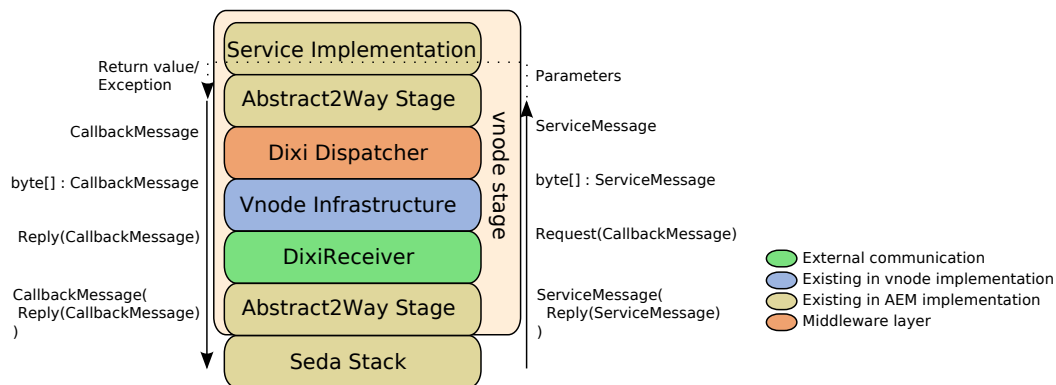 Service Implementation
Abstract2Way Stage
Dixi Dispatcher
Vnode Infrastructure
DixiReceiver
Abstract2Way Stage
Seda Stack
vnode stage
Return value/
Exception
CallbackMessage
byte[] : CallbackMessage
Reply(CallbackMessage)
CallbackMessage(
Reply(CallbackMessage)
)
Parameters
ServiceMessage
byte[] : ServiceMessage
Request(CallbackMessage)
ServiceMessage(
Reply(ServiceMessage)
)
External communication
Existing in vnode implementation
Existing in AEM implementation
Middleware layer